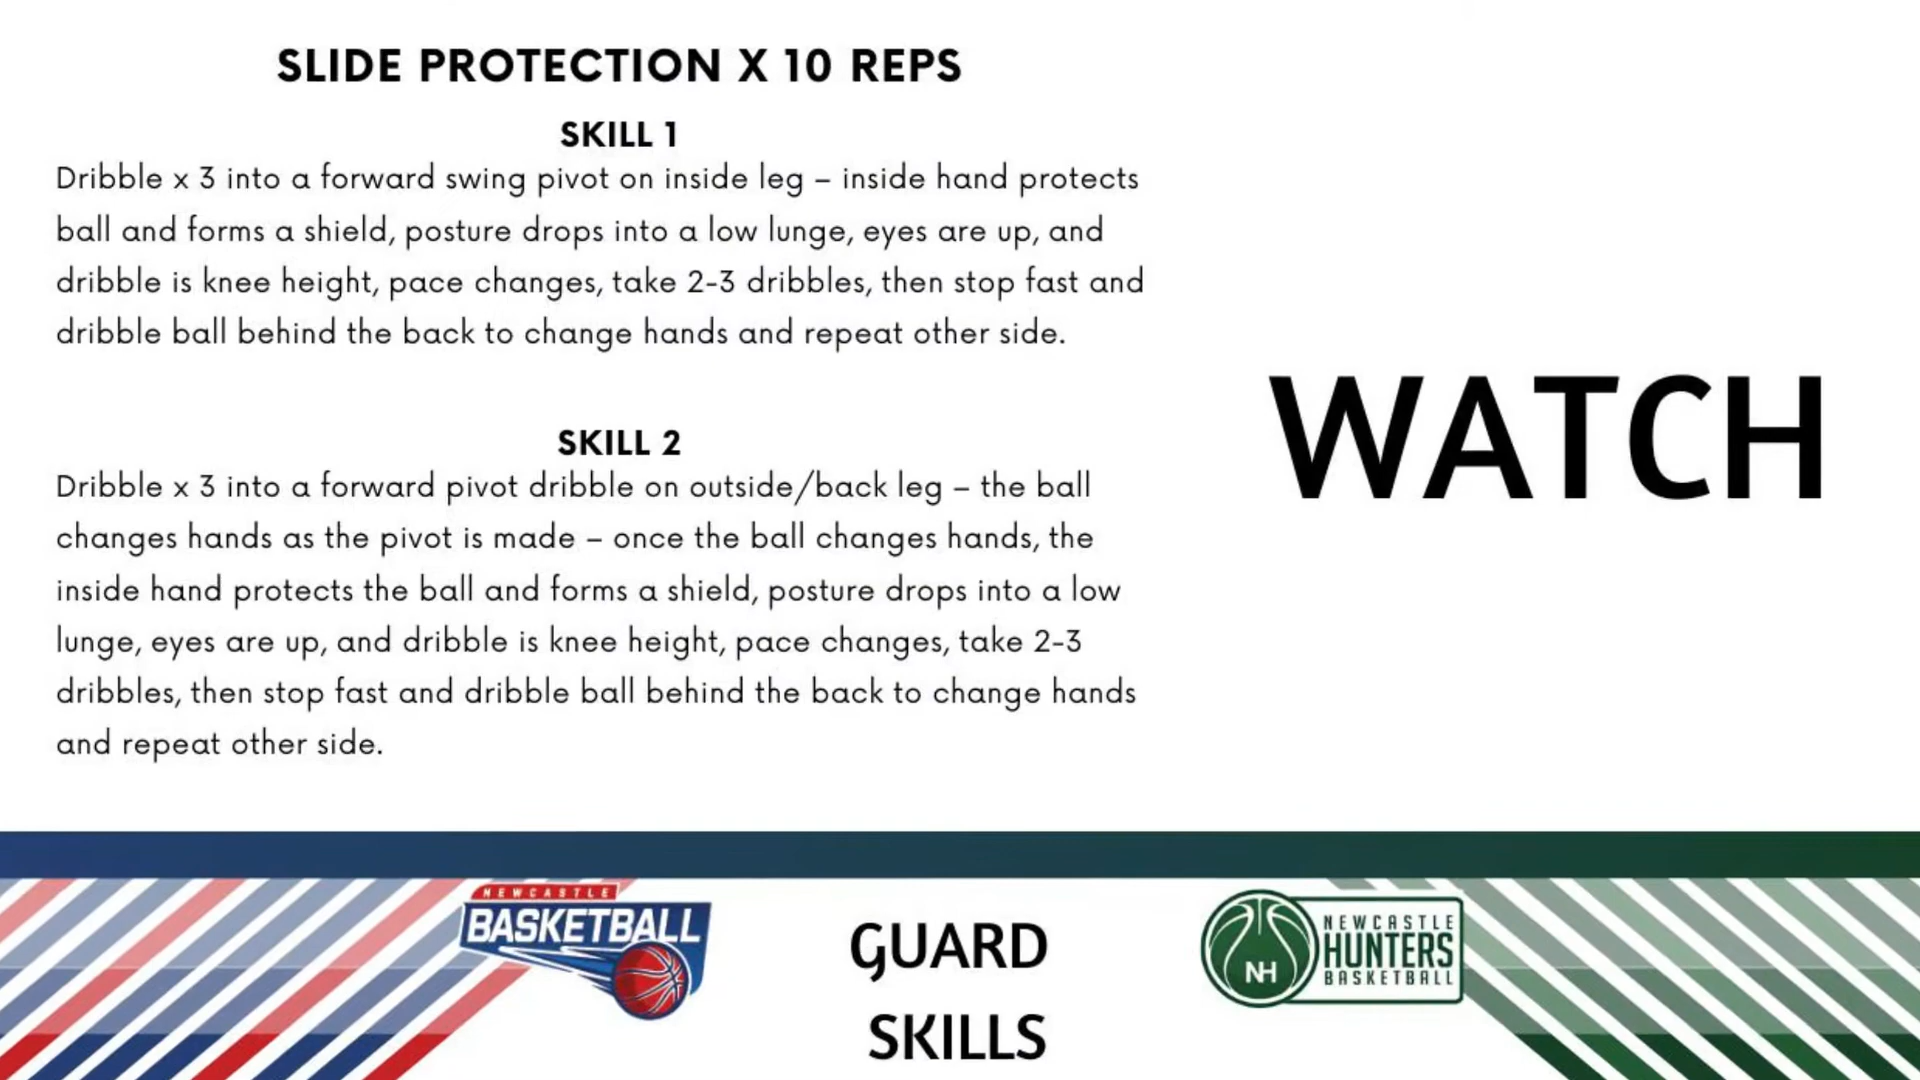 SLIDE PROTECTION X 10 REPS
SKILL 1
Dribble x 3 into a forward swing pivot on inside leg – inside hand protects
ball and forms a shield, posture drops into a low lunge, eyes are up, and
dribble is knee height, pace changes, take 2-3 dribbles, then stop fast and
dribble ball behind the back to change hands and repeat other side.
SKILL 2
Dribble x 3 into a forward pivot dribble on outside/back leg – the ball
changes hands as the pivot is made – once the ball changes hands, the
inside hand protects the ball and forms a shield, posture drops into a low
lunge, eyes are up, and dribble is knee height, pace changes, take 2-3
dribbles, then stop fast and dribble ball behind the back to change hands
and repeat other side.
WATCH
NEWCASTLE
BASKETBALL
GUARD
SKILLS
NH
NEWCASTLE
HUNTERS
BASKETBALL